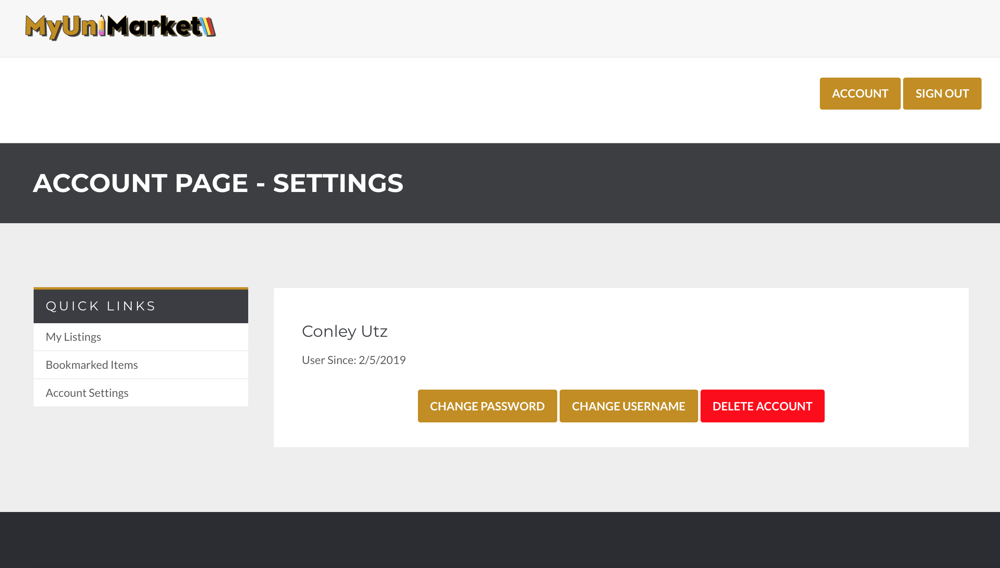 MyUniMarket
ACCOUNT
SIGN OUT
ACCOUNT PAGE - SETTINGS
QUICK LINKS
My Listings
Bookmarked Items
Account Settings
Conley Utz
User Since: 2/5/2019
CHANGE PASSWORD
CHANGE USERNAME
DELETE ACCOUNT